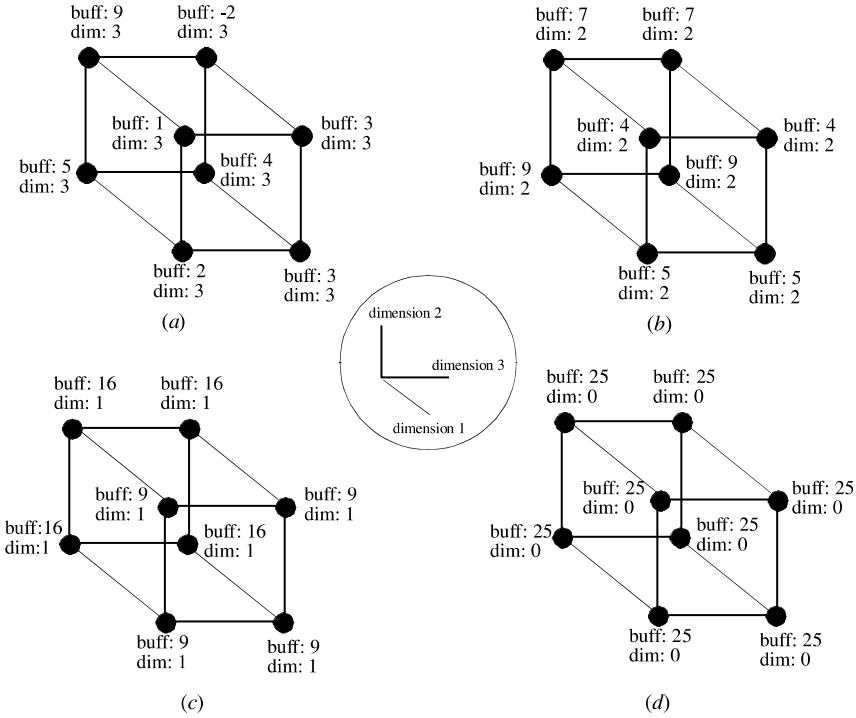 buff: 9
dim: 3
buff: -2
dim: 3
buff: 1
dim: 3
buff: 3
dim: 3
buff: 5
dim: 3
buff: 4
dim: 3
buff: 2
dim: 3
buff: 3
dim: 3
(a)
buff: 7
dim: 2
buff: 7
dim: 2
buff: 4
dim: 2
buff: 4
dim: 2
buff: 9
dim: 2
buff: 9
dim: 2
buff: 5
dim: 2
buff: 5
dim: 2
(b)
dimension 2
dimension 3
dimension 1
buff: 16
dim: 1
buff: 16
dim: 1
buff: 9
dim: 1
buff: 9
dim: 1
buff:16
dim:1
buff: 16
dim: 1
buff: 9
dim: 1
buff: 9
dim: 1
(c)
buff: 25
dim: 0
buff: 25
dim: 0
buff: 25
dim: 0
buff: 25
dim: 0
buff: 25
dim: 0
buff: 25
dim: 0
buff: 25
dim: 0
buff: 25
dim: 0
(d)